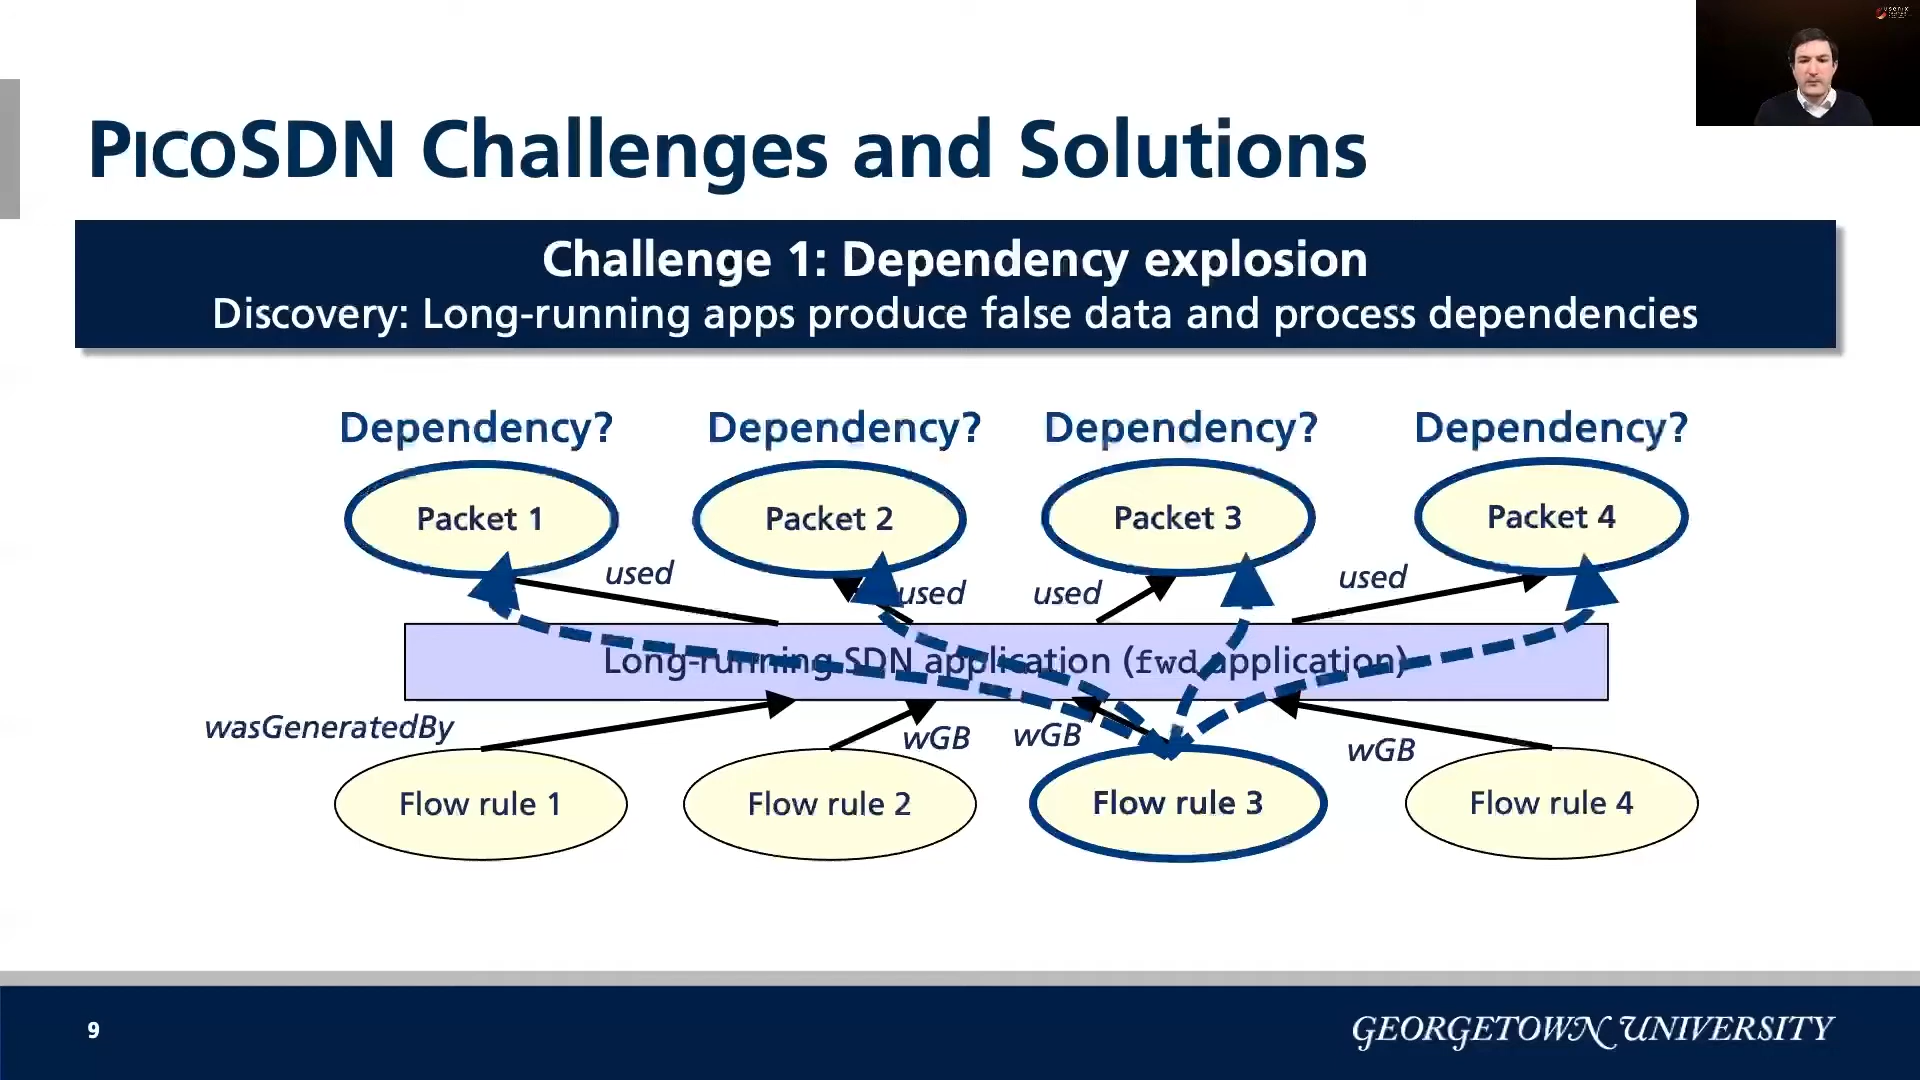 PICOSDN Challenges and Solutions
Challenge 1: Dependency explosion
Discovery: Long-running apps produce false data and process dependencies
Dependency? Dependency? Dependency? Dependency?
Packet 1 Packet 2 Packet 3 Packet 4
used used used used
Long-running SDN application (fwd application)
wasGeneratedBy wGB wGB wGB
Flow rule 1 Flow rule 2 Flow rule 3 Flow rule 4
9 GEORGETOWN UNIVERSITY